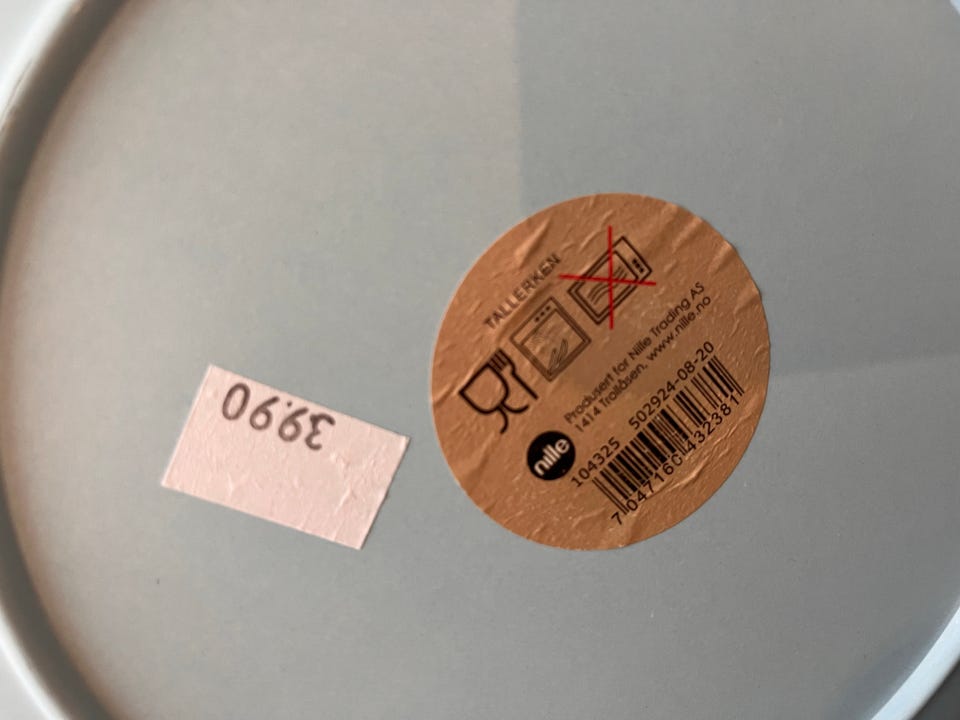 TALLERKEN
Produsert for Nille Trading AS
1414 Trollåsen. www.nille.no
nille
104325 502924-08-20
7 047160 432381
39.90